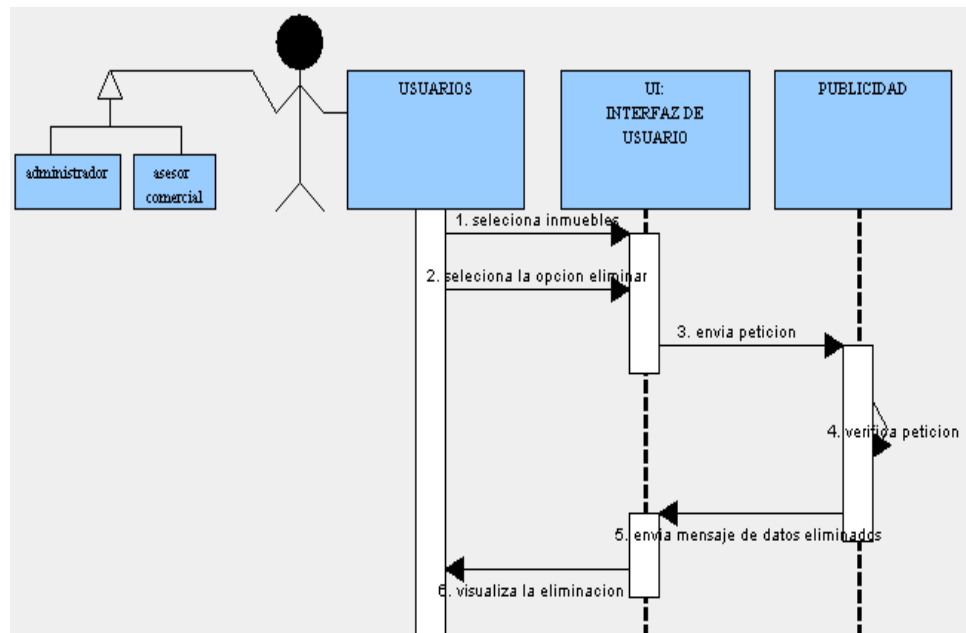 USUARIOS
UI:
INTERFAZ DE
USUARIO
PUBLICIDAD
administrador
asesor
comercial
1. seleciona inmuebles
2. seleciona la opcion eliminar
3. envia peticion
4. verifica peticion
5. envia mensaje de datos eliminados
6. visualiza la eliminacion